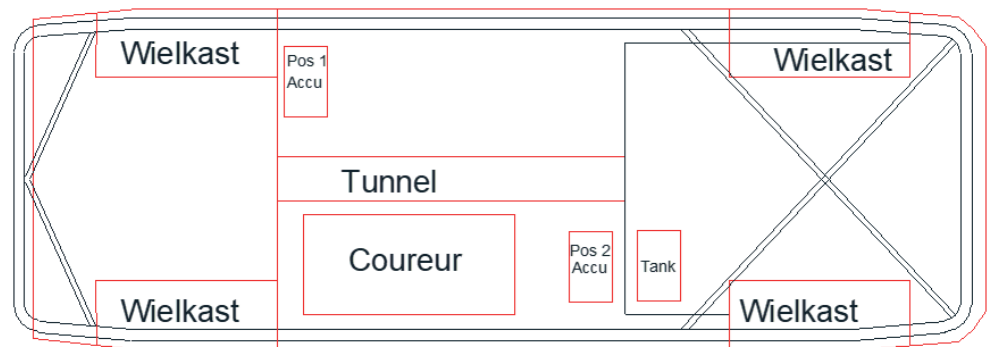 Wielkast
Wielkast
Pos 1
Accu
Tunnel
Coureur
Pos 2
Accu
Tank
Wielkast
Wielkast